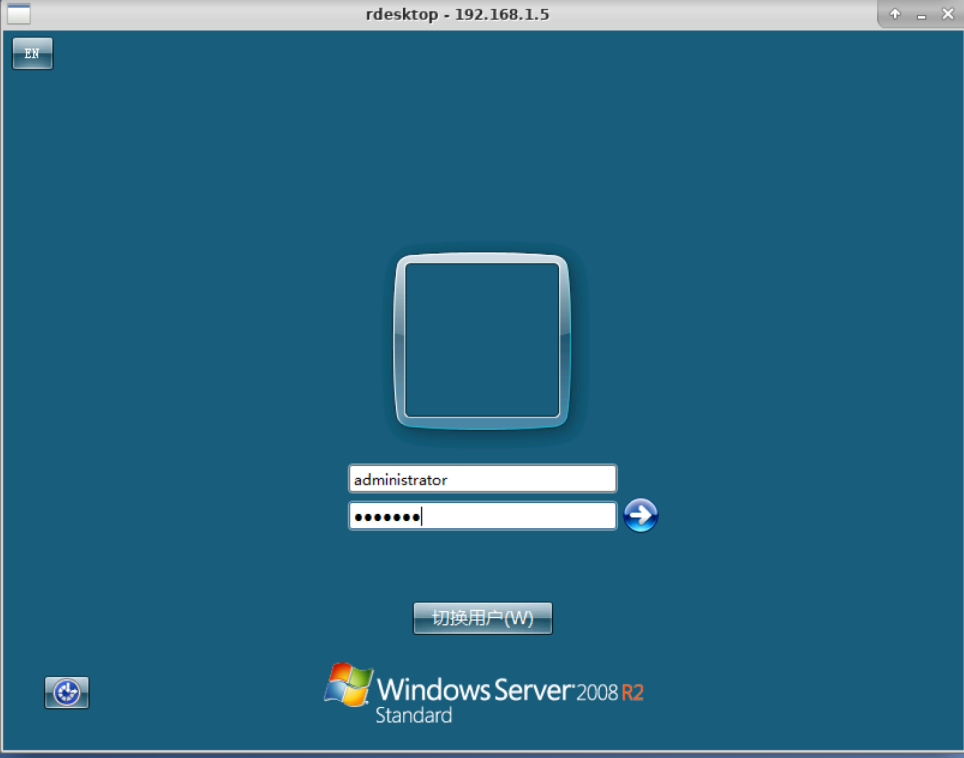 rdesktop - 192.168.1.5
EN
administrator
●●●●●●●
切换用户(W)
Windows Server 2008 R2
Standard